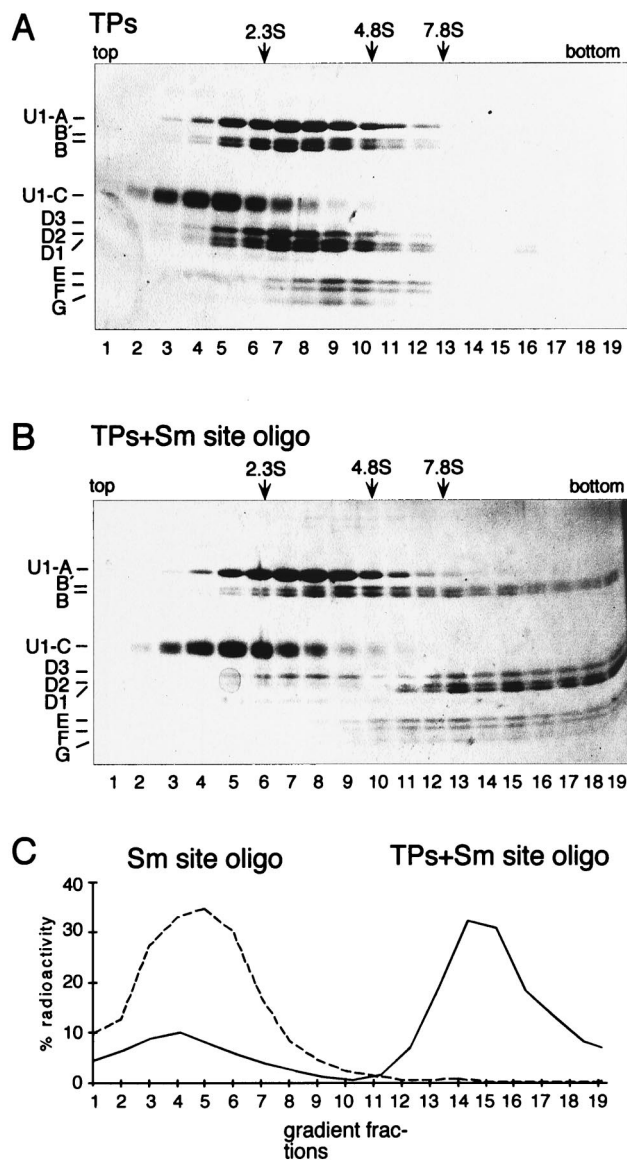 A TPs
2.3S 4.8S 7.8S
top bottom
U1-A
B'
B
U1-C
D3
D2
D1
E
F
G
1 2 3 4 5 6 7 8 9 10 11 12 13 14 15 16 17 18 19
B TPs+Sm site oligo
2.3S 4.8S 7.8S
top bottom
U1-A
B'
B
U1-C
D3
D2
D1
E
F
G
1 2 3 4 5 6 7 8 9 10 11 12 13 14 15 16 17 18 19
C Sm site oligo TPs+Sm site oligo
% radioactivity
40
30
20
10
0
1 2 3 4 5 6 7 8 9 10 11 12 13 14 15 16 17 18 19
gradient frac-
tions